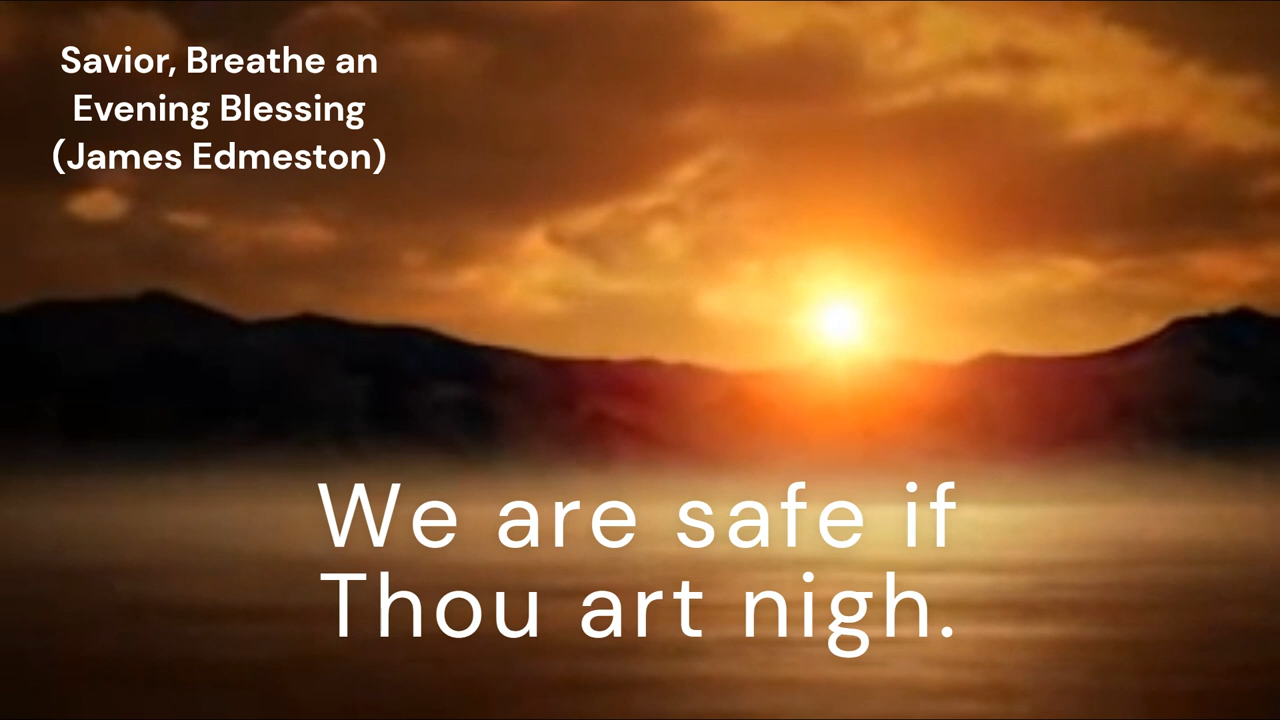 Savior, Breathe an
Evening Blessing
(James Edmeston)
We are safe if
Thou art nigh.